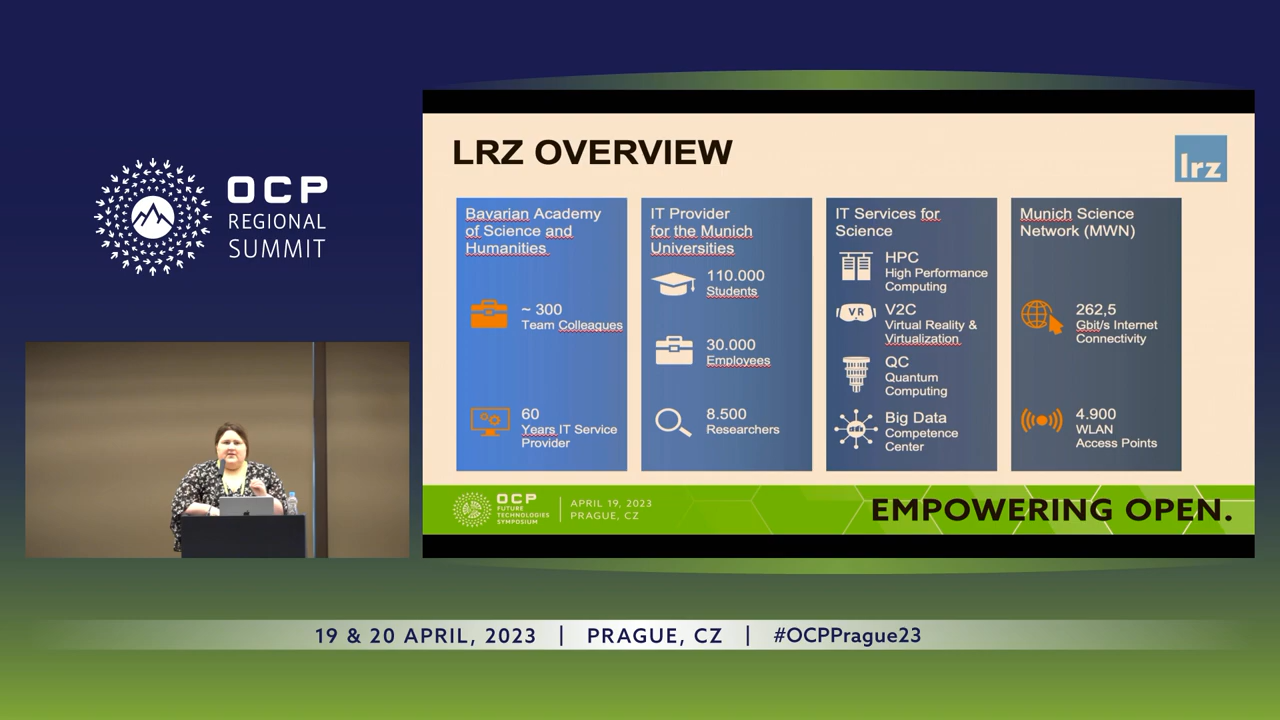 OCP
REGIONAL
SUMMIT
LRZ OVERVIEW
lrz
Bavarian Academy
of Science and
Humanities
~ 300
Team Colleagues
60
Years IT Service
Provider
IT Provider
for the Munich
Universities
110.000
Students
30.000
Employees
8.500
Researchers
IT Services for
Science
HPC
High Performance
Computing
VR
V2C
Virtual Reality &
Virtualization
QC
Quantum
Computing
Big Data
Competence
Center
Munich Science
Network (MWN)
262,5
Gbit/s Internet
Connectivity
4.900
WLAN
Access Points
OCP
FUTURE
TECHNOLOGIES
SYMPOSIUM
APRIL 19, 2023
PRAGUE, CZ
EMPOWERING OPEN.
19 & 20 APRIL, 2023 | PRAGUE, CZ | #OCPPrague23